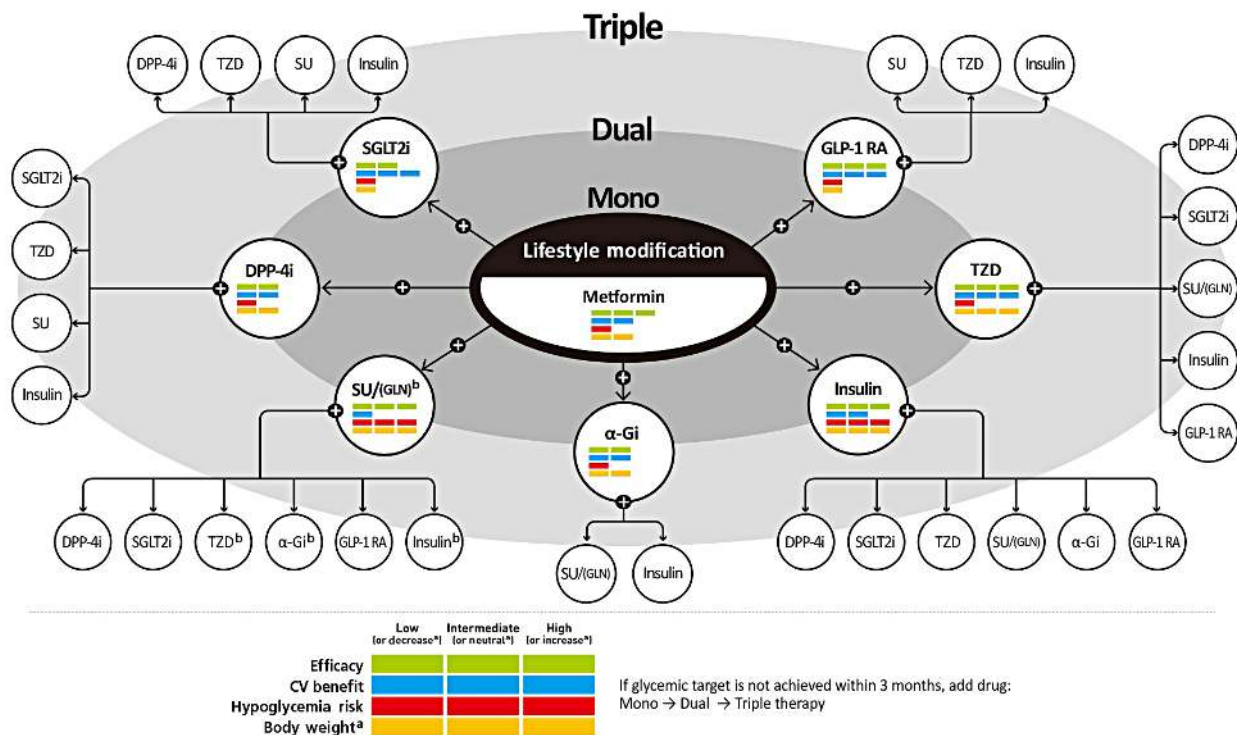 Triple
DPP-4i
TZD
SU
Insulin
SU
TZD
Insulin
Dual
SGLT2i
GLP-1 RA
DPP-4i
SGLT2i
SGLT2i
Mono
Lifestyle modification
TZD
DPP-4i
TZD
SU/(GLN)
Metformin
SU
Insulin
Insulin
SU/(GLN)ᵇ
Insulin
α-Gi
GLP-1 RA
DPP-4i
SGLT2i
TZDᵇ
α-Giᵇ
GLP-1 RA
Insulinᵇ
SU/(GLN)
Insulin
DPP-4i
SGLT2i
TZD
SU/(GLN)
α-Gi
GLP-1 RA
Low Intermediate High
(or decreaseᵃ) (or neutralᵃ) (or increaseᵃ)
Efficacy
CV benefit
Hypoglycemia risk
Body weightᵃ
If glycemic target is not achieved within 3 months, add drug:
Mono → Dual → Triple therapy